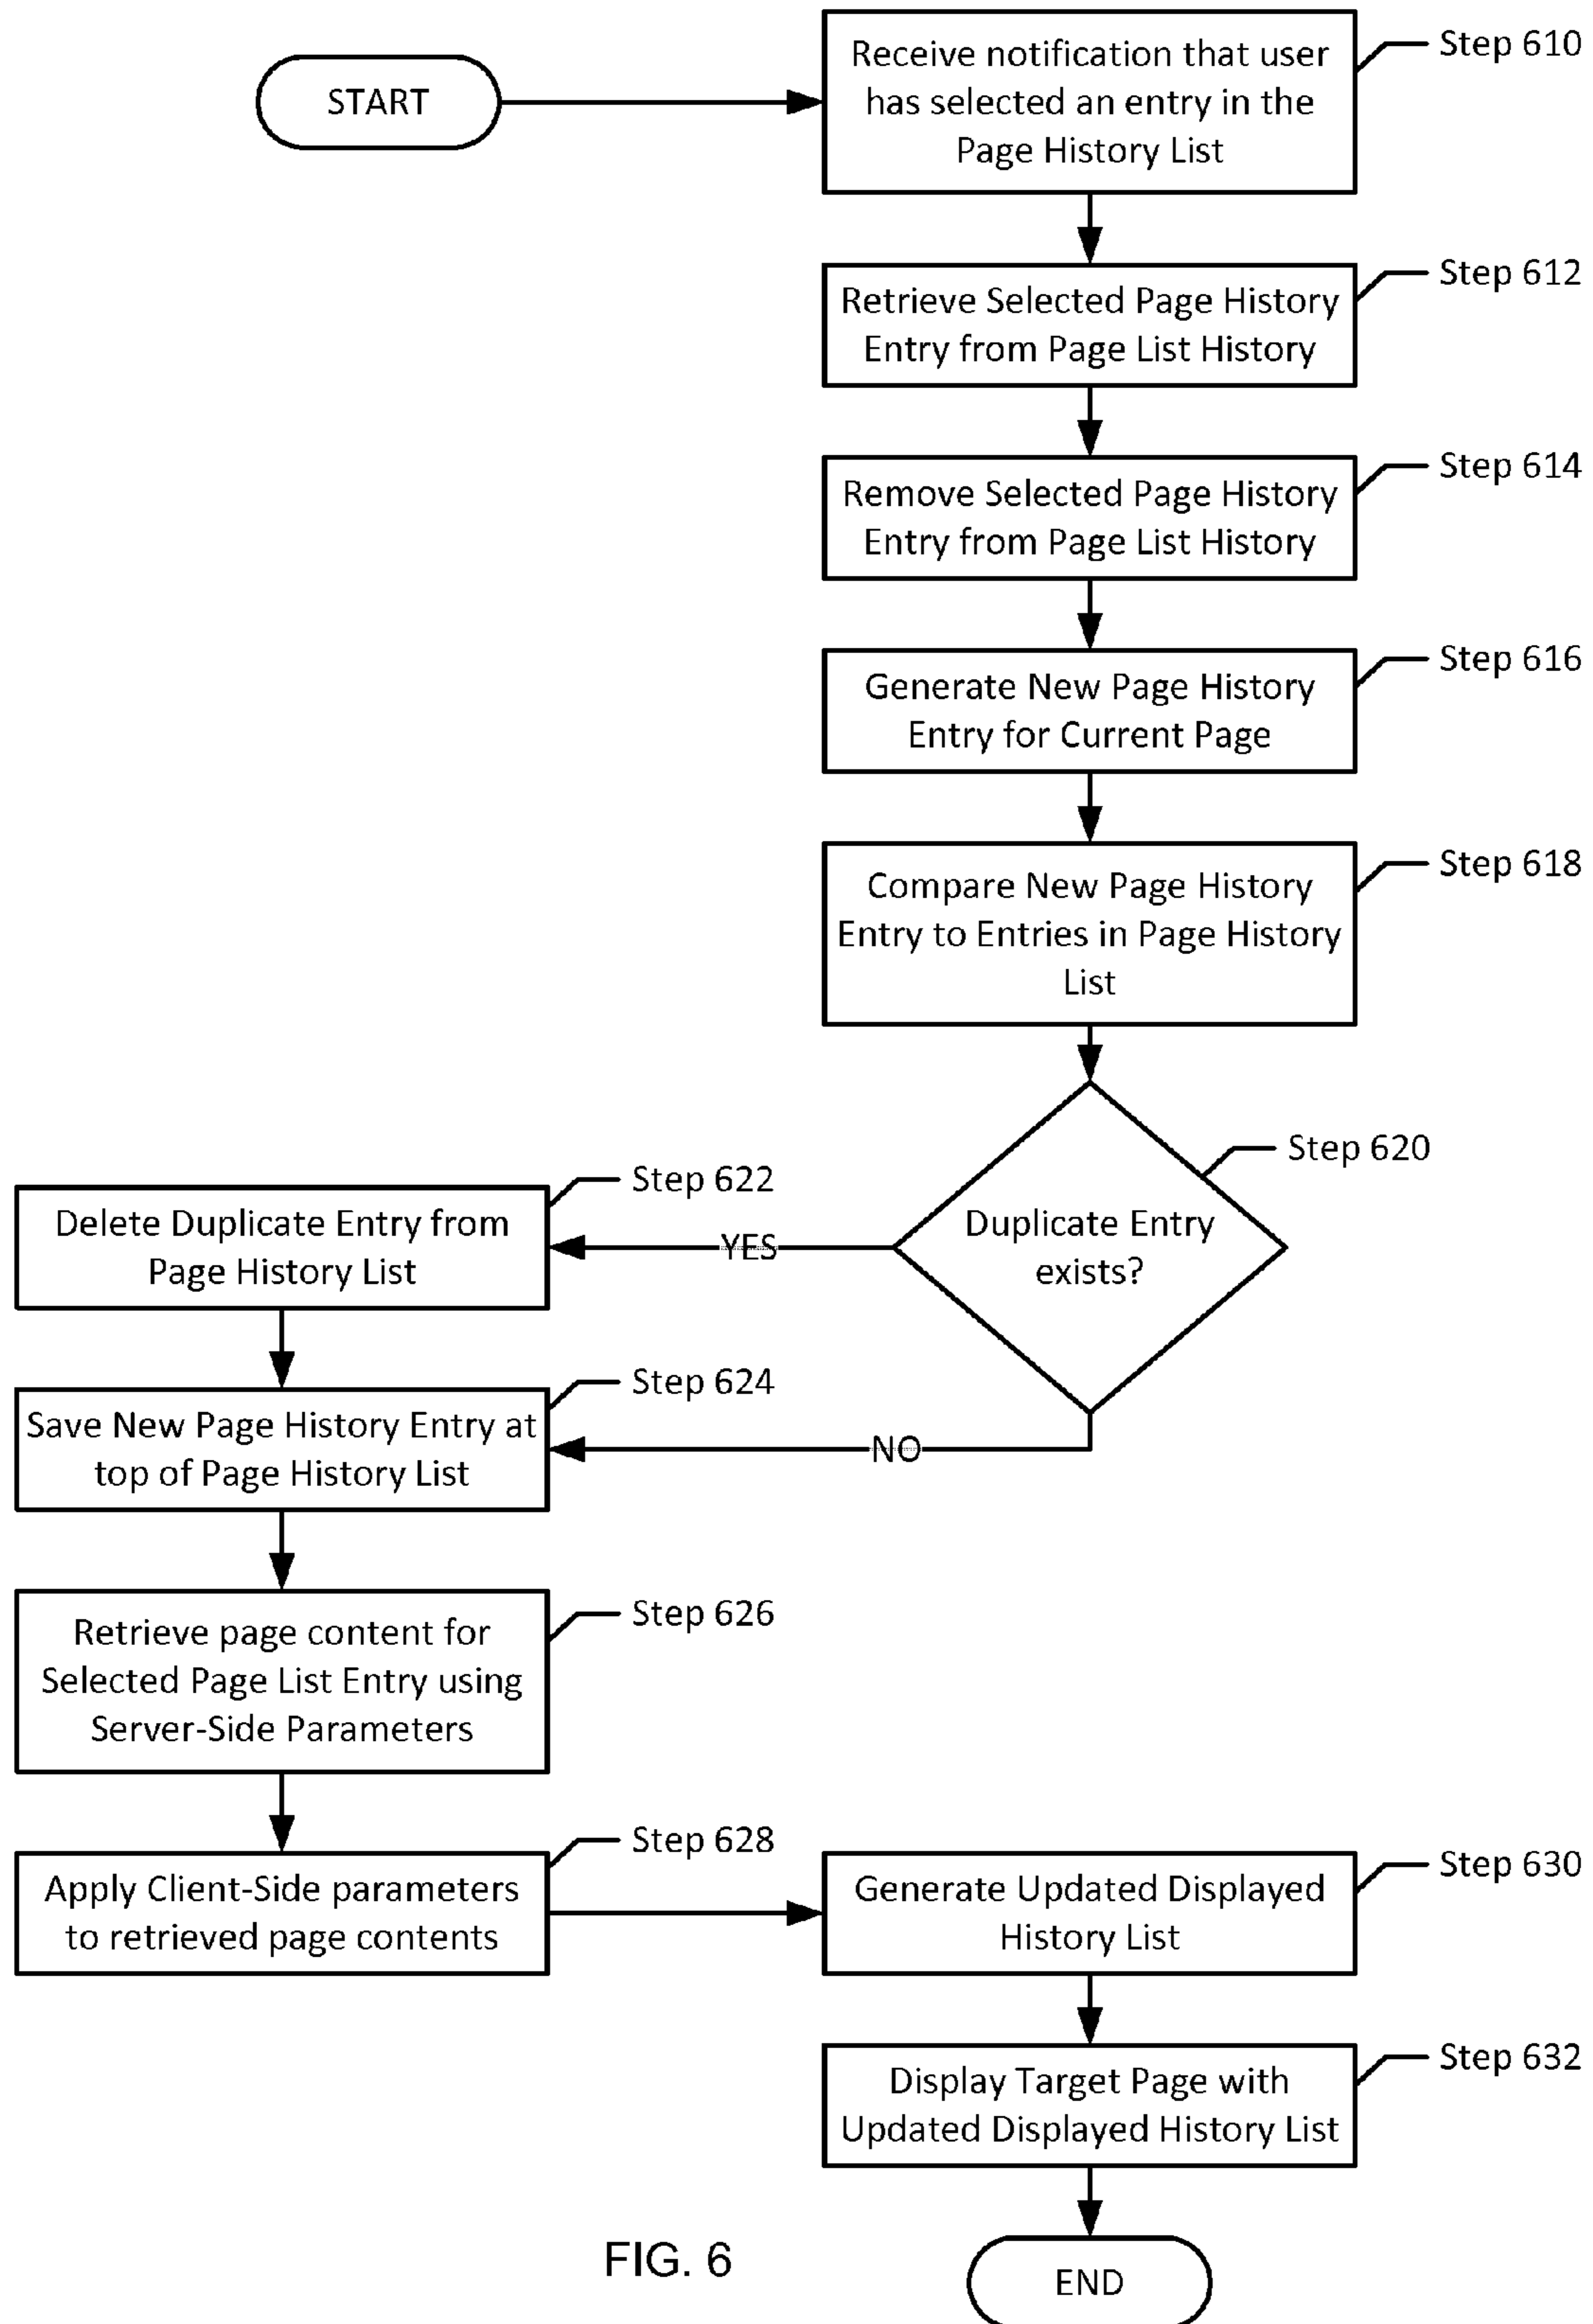 START
Receive notification that user
has selected an entry in the
Page History List
Step 610
Retrieve Selected Page History
Entry from Page List History
Step 612
Remove Selected Page History
Entry from Page List History
Step 614
Generate New Page History
Entry for Current Page
Step 616
Compare New Page History
Entry to Entries in Page History
List
Step 618
Duplicate Entry
exists?
Step 620
YES
Delete Duplicate Entry from
Page History List
Step 622
NO
Save New Page History Entry at
top of Page History List
Step 624
Retrieve page content for
Selected Page List Entry using
Server-Side Parameters
Step 626
Apply Client-Side parameters
to retrieved page contents
Step 628
Generate Updated Displayed
History List
Step 630
Display Target Page with
Updated Displayed History List
Step 632
END
FIG. 6